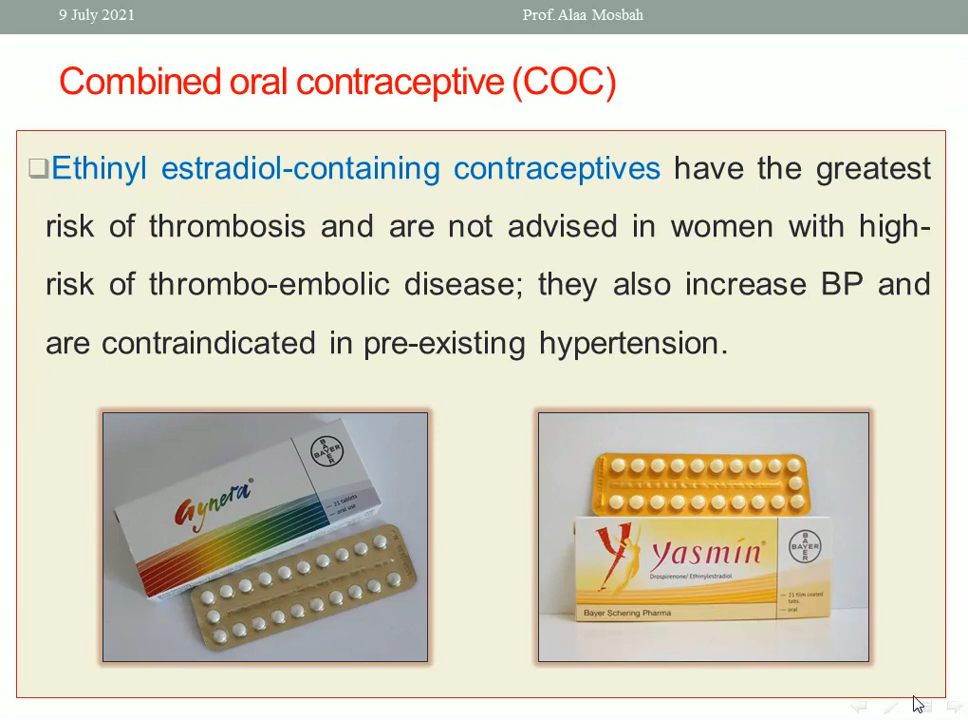 9 July 2021
Prof. Alaa Mosbah
Combined oral contraceptive (COC)
Ethinyl estradiol-containing contraceptives have the greatest
risk of thrombosis and are not advised in women with high-
risk of thrombo-embolic disease; they also increase BP and
are contraindicated in pre-existing hypertension.
Gynera®
BAYER
BAYER
21 tablets
oral use
Yasmin®
Drospirenone/ Ethinylestradiol
BAYER
BAYER
21 film coated
tabs.
oral
Bayer Schering Pharma